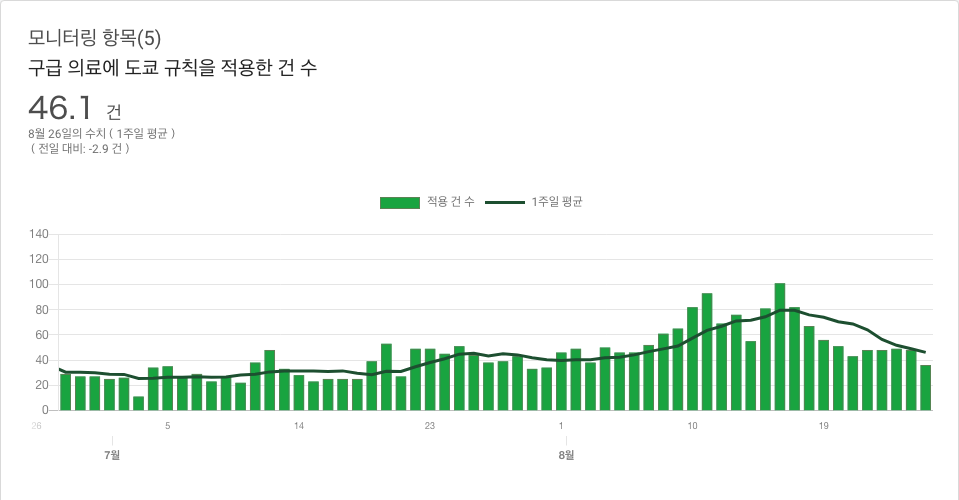 모니터링 항목(5)
구급 의료에 도쿄 규칙을 적용한 건 수
46.1 건
8월 26일의 수치 ( 1주일 평균 )
( 전일 대비: -2.9 건 )
적용 건 수 1주일 평균
140
120
100
80
60
40
20
0
26 5 14 23 1 10 19
7월 8월